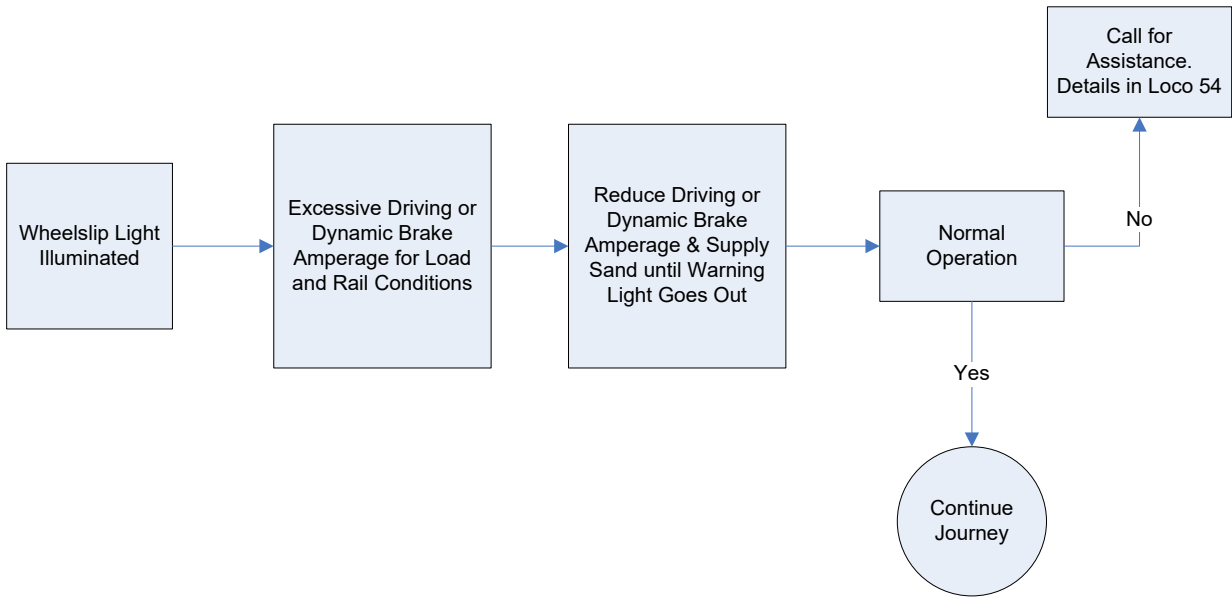 Call for
Assistance.
Details in Loco 54
Wheelslip Light
Illuminated
Excessive Driving or
Dynamic Brake
Amperage for Load
and Rail Conditions
Reduce Driving or
Dynamic Brake
Amperage & Supply
Sand until Warning
Light Goes Out
Normal
Operation
No
Yes
Continue
Journey